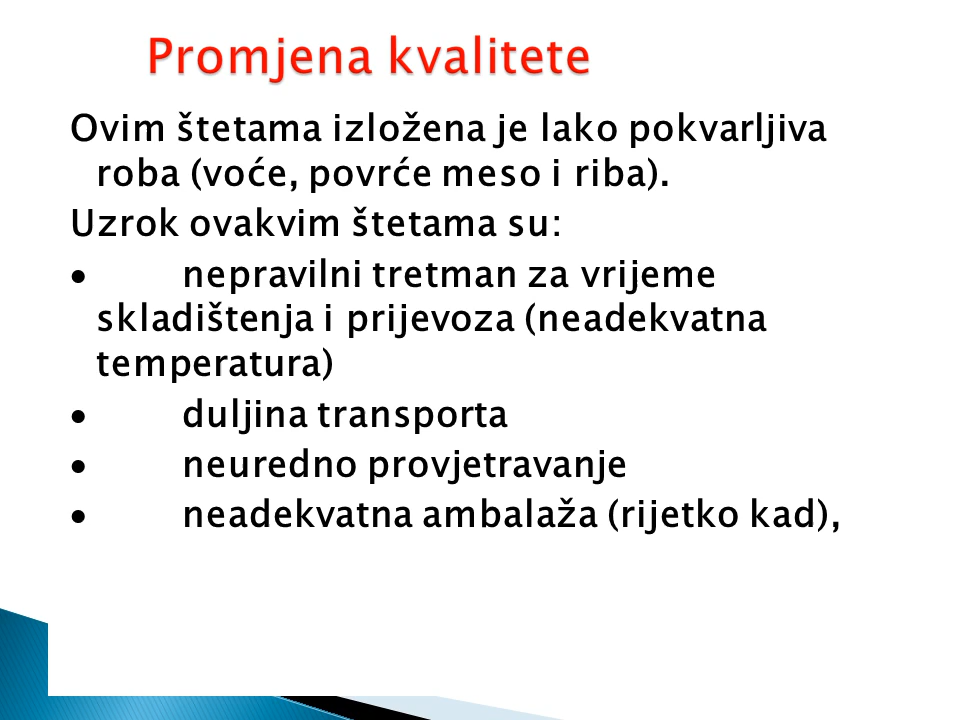 Promjena kvalitete
Ovim štetama izložena je lako pokvarljiva
roba (voće, povrće meso i riba).
Uzrok ovakvim štetama su:
• nepravilni tretman za vrijeme
skladištenja i prijevoza (neadekvatna
temperatura)
• duljina transporta
• neuredno provjetravanje
• neadekvatna ambalaža (rijetko kad),